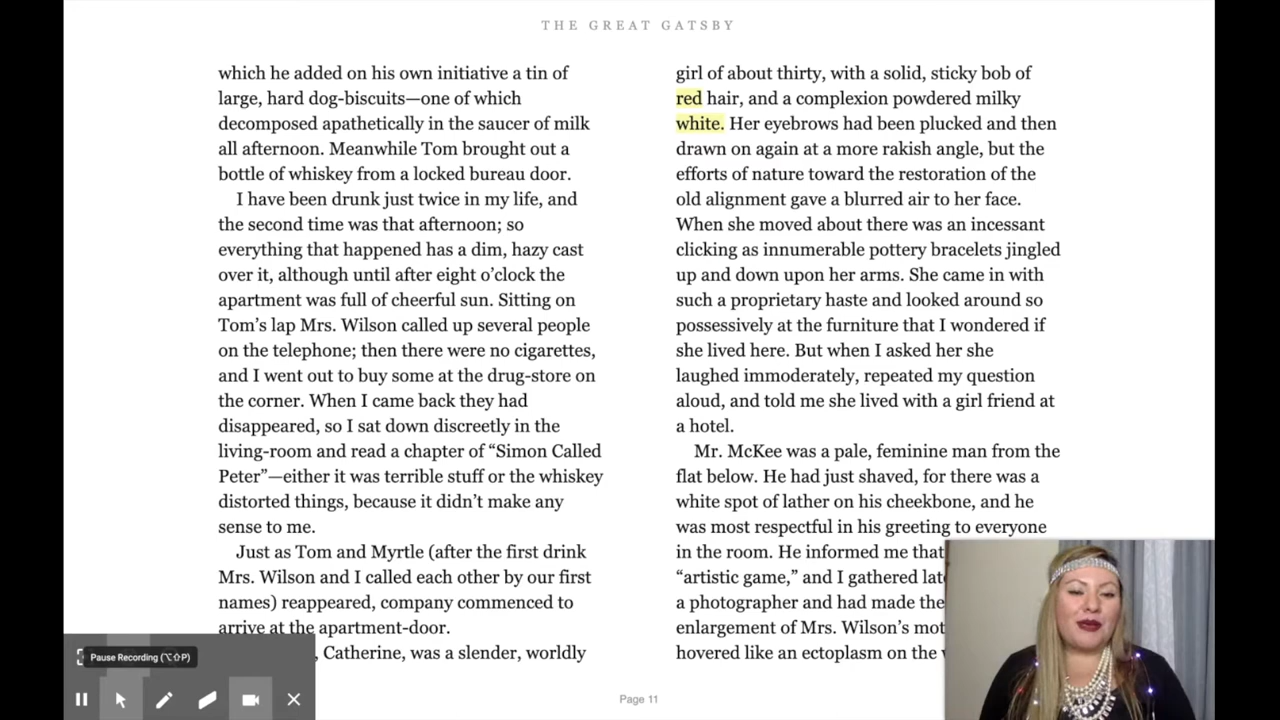 THE GREAT GATSBY
which he added on his own initiative a tin of
large, hard dog-biscuits—one of which
decomposed apathetically in the saucer of milk
all afternoon. Meanwhile Tom brought out a
bottle of whiskey from a locked bureau door.
I have been drunk just twice in my life, and
the second time was that afternoon; so
everything that happened has a dim, hazy cast
over it, although until after eight o’clock the
apartment was full of cheerful sun. Sitting on
Tom’s lap Mrs. Wilson called up several people
on the telephone; then there were no cigarettes,
and I went out to buy some at the drug-store on
the corner. When I came back they had
disappeared, so I sat down discreetly in the
living-room and read a chapter of “Simon Called
Peter”—either it was terrible stuff or the whiskey
distorted things, because it didn’t make any
sense to me.
Just as Tom and Myrtle (after the first drink
Mrs. Wilson and I called each other by our first
names) reappeared, company commenced to
arrive at the apartment-door.
, Catherine, was a slender, worldly
girl of about thirty, with a solid, sticky bob of
red hair, and a complexion powdered milky
white. Her eyebrows had been plucked and then
drawn on again at a more rakish angle, but the
efforts of nature toward the restoration of the
old alignment gave a blurred air to her face.
When she moved about there was an incessant
clicking as innumerable pottery bracelets jingled
up and down upon her arms. She came in with
such a proprietary haste and looked around so
possessively at the furniture that I wondered if
she lived here. But when I asked her she
laughed immoderately, repeated my question
aloud, and told me she lived with a girl friend at
a hotel.
Mr. McKee was a pale, feminine man from the
flat below. He had just shaved, for there was a
white spot of lather on his cheekbone, and he
was most respectful in his greeting to everyone
in the room. He informed me that
“artistic game,” and I gathered
a photographer and had made the
enlargement of Mrs. Wilson’s
hovered like an ectoplasm on the
Pause Recording (⌥⇧P)
Page 11